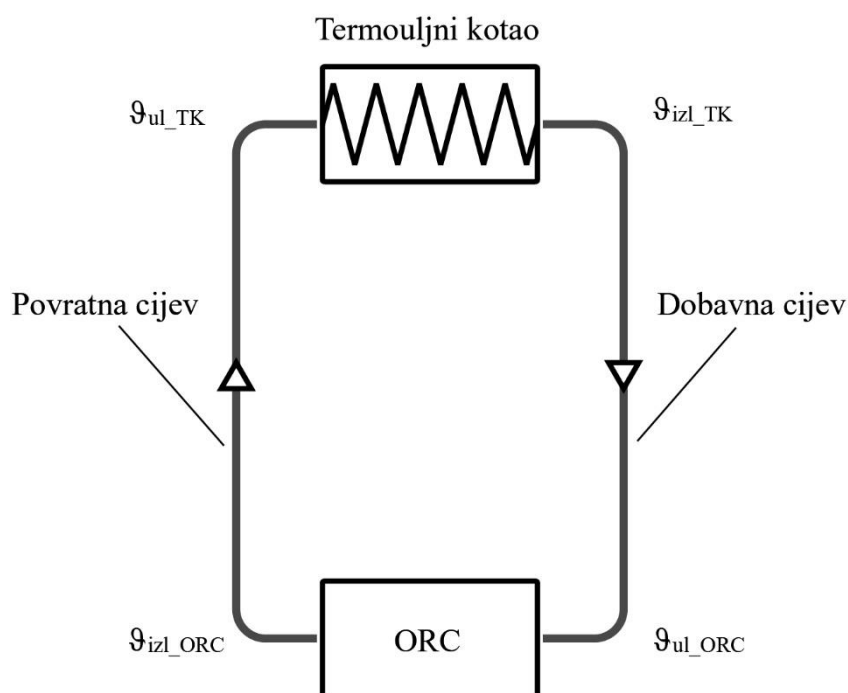 Termouljni kotao
ϑul_TK
ϑizl_TK
Povratna cijev
Dobavna cijev
ϑizl_ORC
ORC
ϑul_ORC